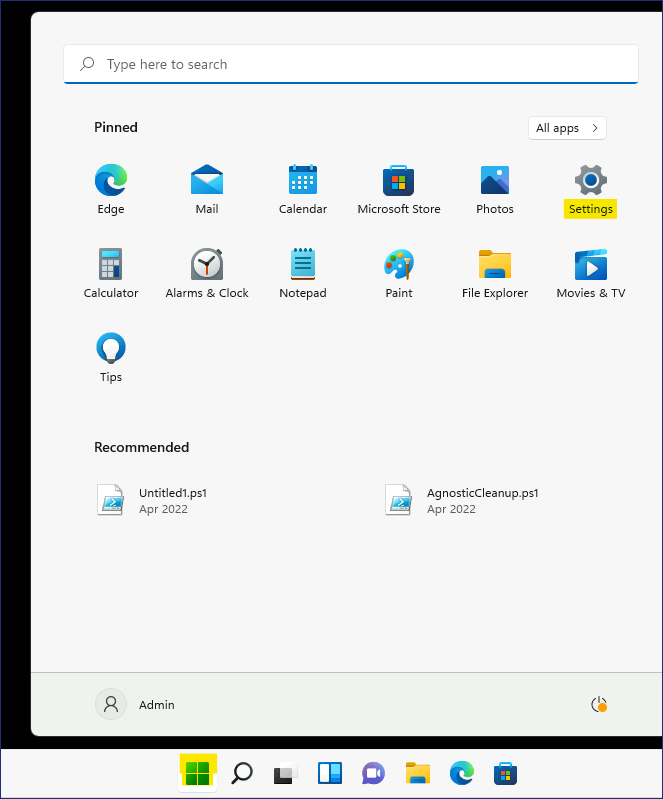 Type here to search
Pinned
All apps
Edge
Mail
Calendar
Microsoft Store
Photos
Settings
Calculator
Alarms & Clock
Notepad
Paint
File Explorer
Movies & TV
Tips
Recommended
Untitled1.ps1
Apr 2022
AgnosticCleanup.ps1
Apr 2022
Admin